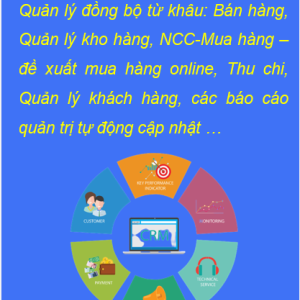 Quản lý đồng bộ từ khâu: Bán hàng,
Quản lý kho hàng, NCC-Mua hàng –
đề xuất mua hàng online, Thu chi,
Quản lý khách hàng, các báo cáo
quản trị tự động cập nhật …
KEY PERFORMANCE
INDICATOR
CUSTOMER
MONITORING
CRM
PAYMENT
TECHNICAL
SERVICE